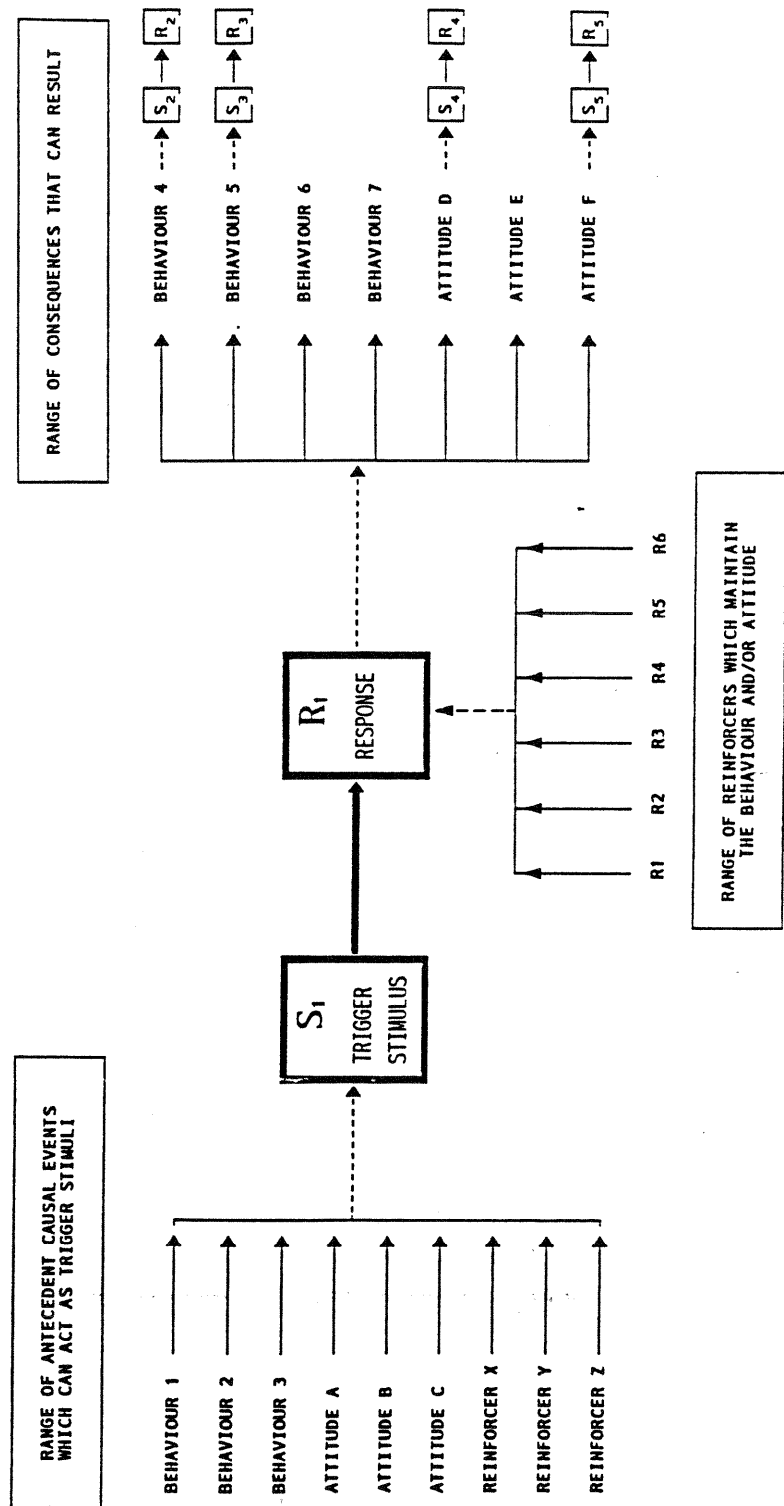 RANGE OF ANTECEDENT CAUSAL EVENTS
WHICH CAN ACT AS TRIGGER STIMULI
BEHAVIOUR 1
BEHAVIOUR 2
BEHAVIOUR 3
ATTITUDE A
ATTITUDE B
ATTITUDE C
REINFORCER X
REINFORCER Y
REINFORCER Z
S₁
TRIGGER
STIMULUS
R₁
RESPONSE
R1 R2 R3 R4 R5 R6
RANGE OF REINFORCERS WHICH MAINTAIN
THE BEHAVIOUR AND/OR ATTITUDE
RANGE OF CONSEQUENCES THAT CAN RESULT
BEHAVIOUR 4 S₂ R₂
BEHAVIOUR 5 S₃ R₃
BEHAVIOUR 6
BEHAVIOUR 7
ATTITUDE D S₄ R₄
ATTITUDE E
ATTITUDE F S₅ R₅